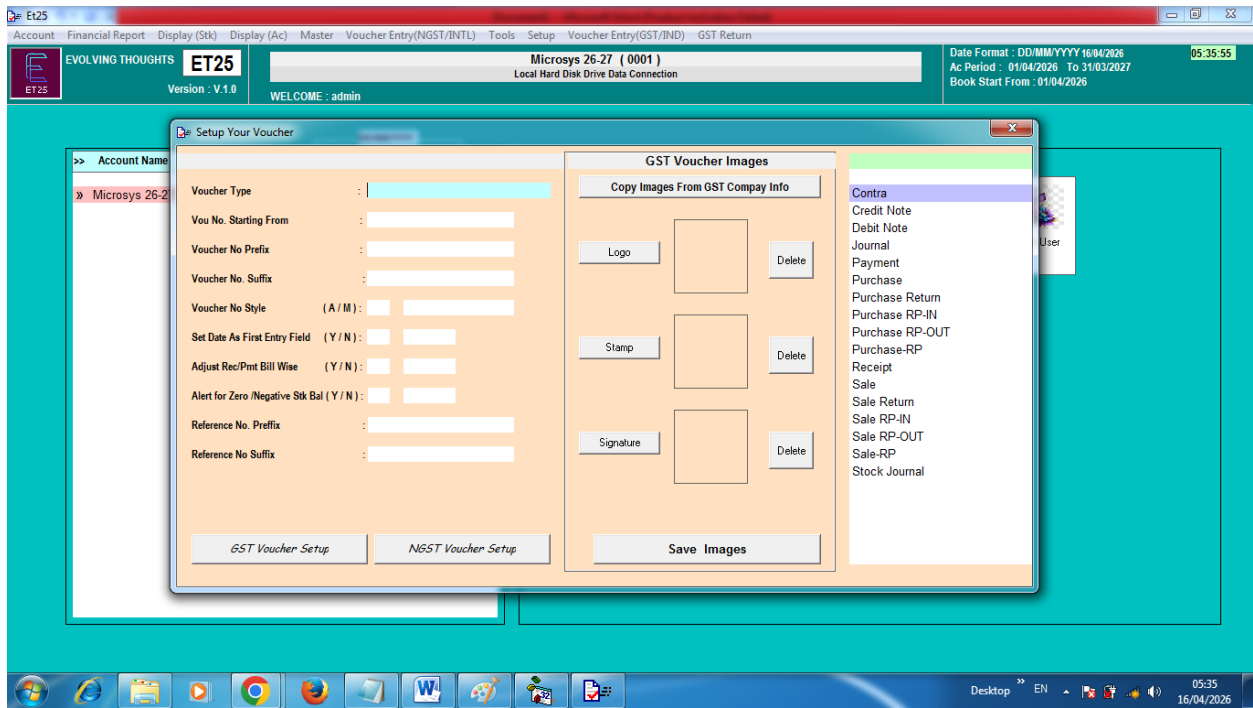 Et25
Account Financial Report Display (Stk) Display (Ac) Master Voucher Entry(NGST/INTL) Tools Setup Voucher Entry(GST/IND) GST Return
ET25
EVOLVING THOUGHTS
ET25
Version : V.1.0
Microsys 26-27 ( 0001 )
Local Hard Disk Drive Data Connection
WELCOME : admin
Date Format : DD/MM/YYYY 16/04/2026
Ac Period : 01/04/2026 To 31/03/2027
Book Start From : 01/04/2026
05:35:55
>> Account Name
» Microsys 26-2
User
Setup Your Voucher
Voucher Type :
Vou No. Starting From :
Voucher No Prefix :
Voucher No. Suffix :
Voucher No Style ( A / M ) :
Set Date As First Entry Field ( Y / N ) :
Adjust Rec/Pmt Bill Wise ( Y / N ) :
Alert for Zero /Negative Stk Bal ( Y / N ) :
Reference No. Preffix :
Reference No Suffix :
GST Voucher Setup
NGST Voucher Setup
GST Voucher Images
Copy Images From GST Compay Info
Logo
Delete
Stamp
Delete
Signature
Delete
Save Images
Contra
Credit Note
Debit Note
Journal
Payment
Purchase
Purchase Return
Purchase RP-IN
Purchase RP-OUT
Purchase-RP
Receipt
Sale
Sale Return
Sale RP-IN
Sale RP-OUT
Sale-RP
Stock Journal
Desktop » EN
05:35
16/04/2026